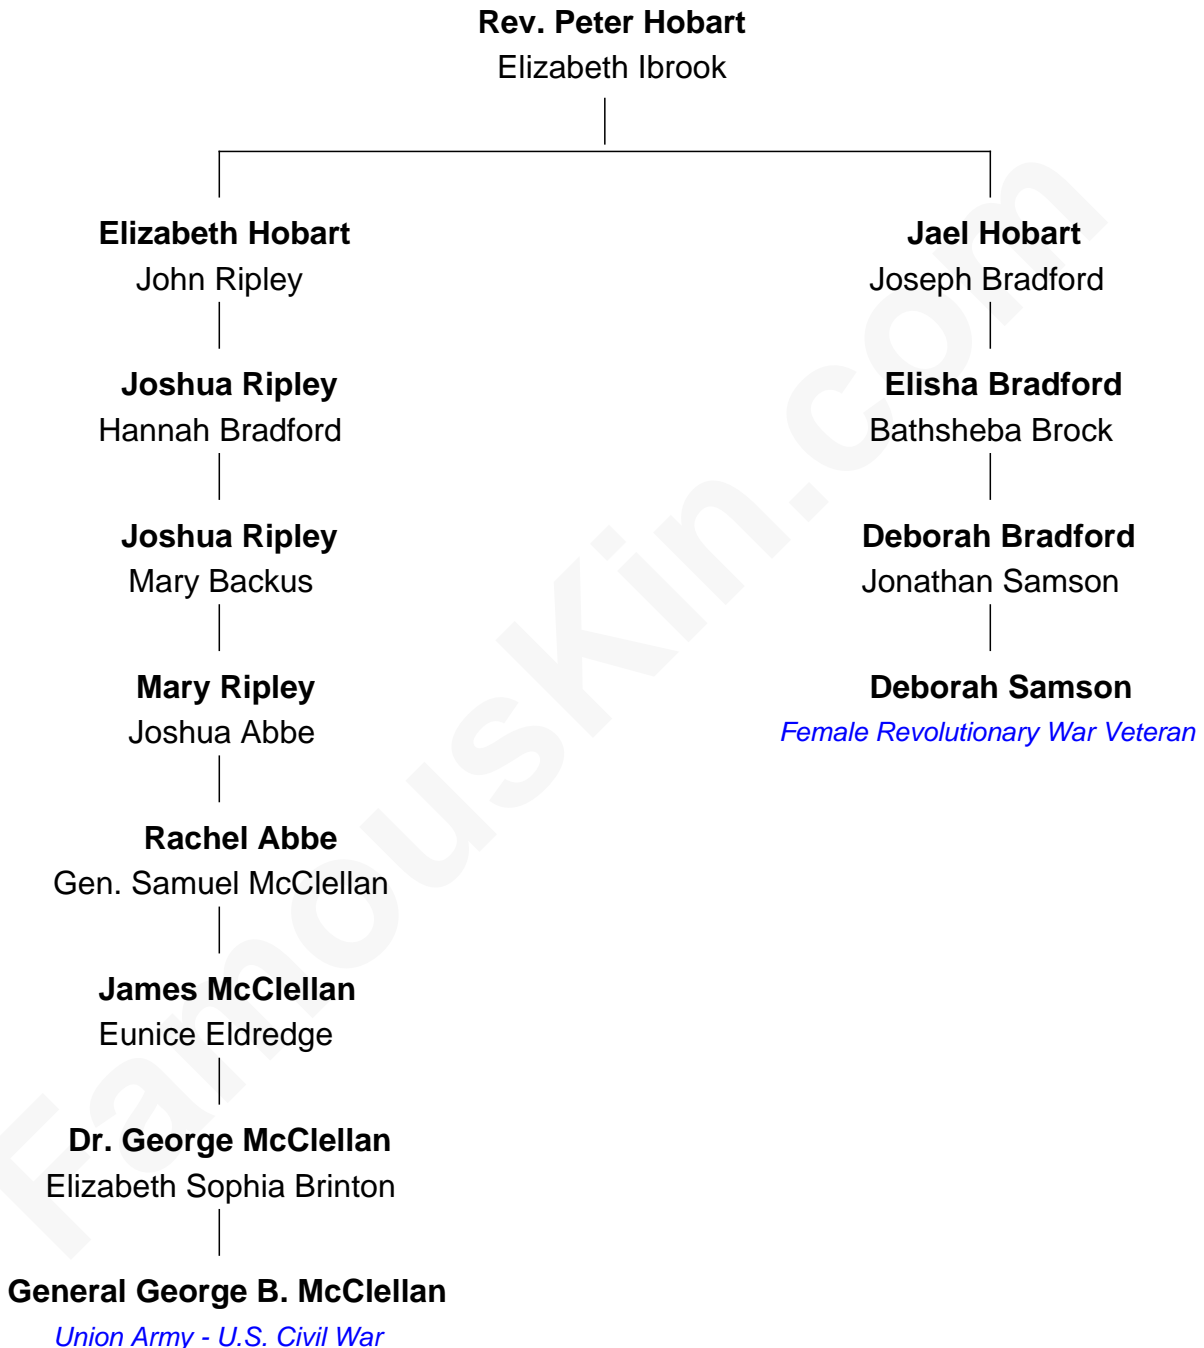 Rev. Peter Hobart
Elizabeth Ibrook
Elizabeth Hobart
John Ripley
Jael Hobart
Joseph Bradford
Joshua Ripley
Hannah Bradford
Elisha Bradford
Bathsheba Brock
Joshua Ripley
Mary Backus
Deborah Bradford
Jonathan Samson
Mary Ripley
Joshua Abbe
Deborah Samson
Female Revolutionary War Veteran
Rachel Abbe
Gen. Samuel McClellan
James McClellan
Eunice Eldredge
Dr. George McClellan
Elizabeth Sophia Brinton
General George B. McClellan
Union Army - U.S. Civil War
FamousKin.com